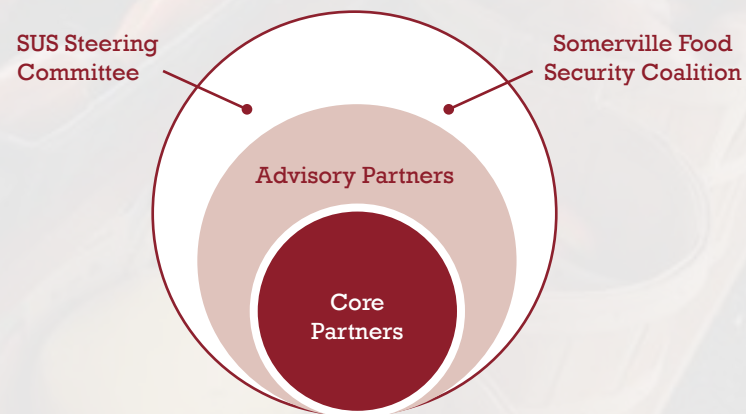 SUS Steering
Committee
Somerville Food
Security Coalition
Advisory Partners
Core
Partners